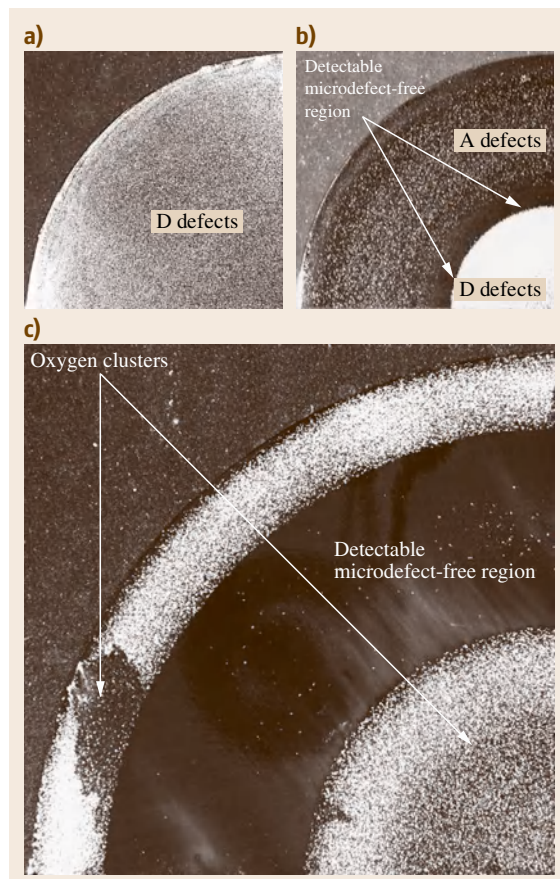 a)
D defects
b)
Detectable
microdefect-free
region
A defects
D defects
c)
Oxygen clusters
Detectable
microdefect-free region